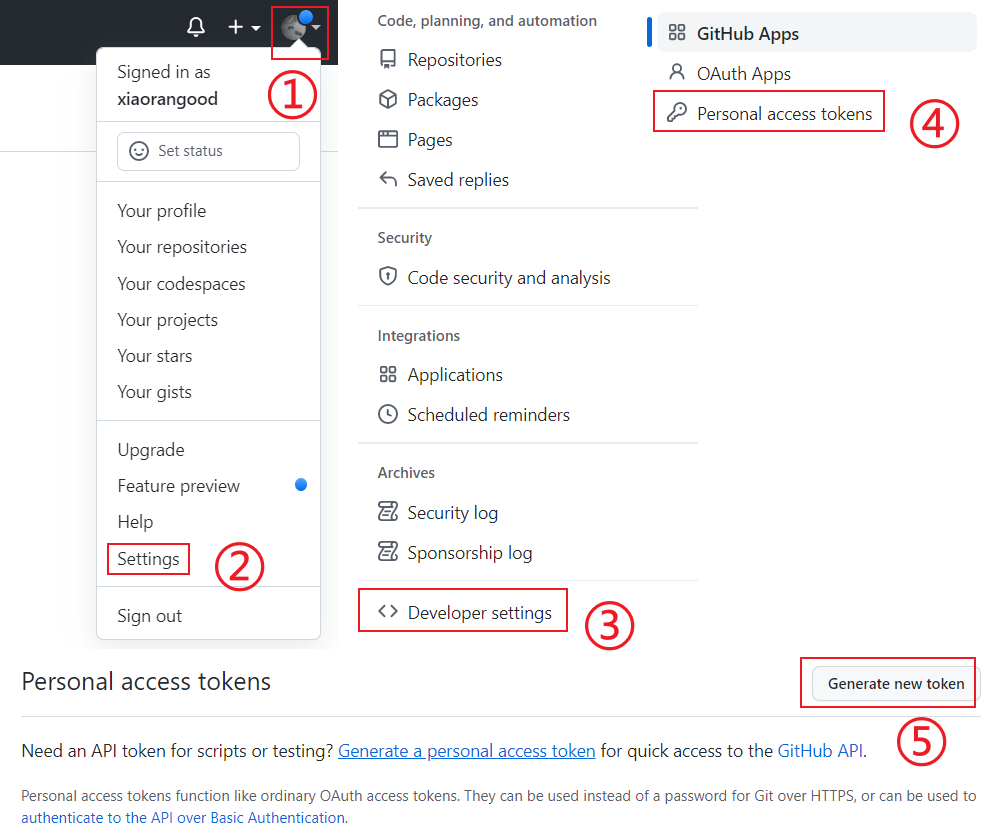 Signed in as
xiaorangood
①
Set status
Your profile
Your repositories
Your codespaces
Your projects
Your stars
Your gists
Upgrade
Feature preview
Help
Settings
②
Sign out
Code, planning, and automation
Repositories
Packages
Pages
Saved replies
Security
Code security and analysis
Integrations
Applications
Scheduled reminders
Archives
Security log
Sponsorship log
Developer settings
③
GitHub Apps
OAuth Apps
Personal access tokens
④
Personal access tokens
Generate new token
⑤
Need an API token for scripts or testing? Generate a personal access token for quick access to the GitHub API.
Personal access tokens function like ordinary OAuth access tokens. They can be used instead of a password for Git over HTTPS, or can be used to
authenticate to the API over Basic Authentication.